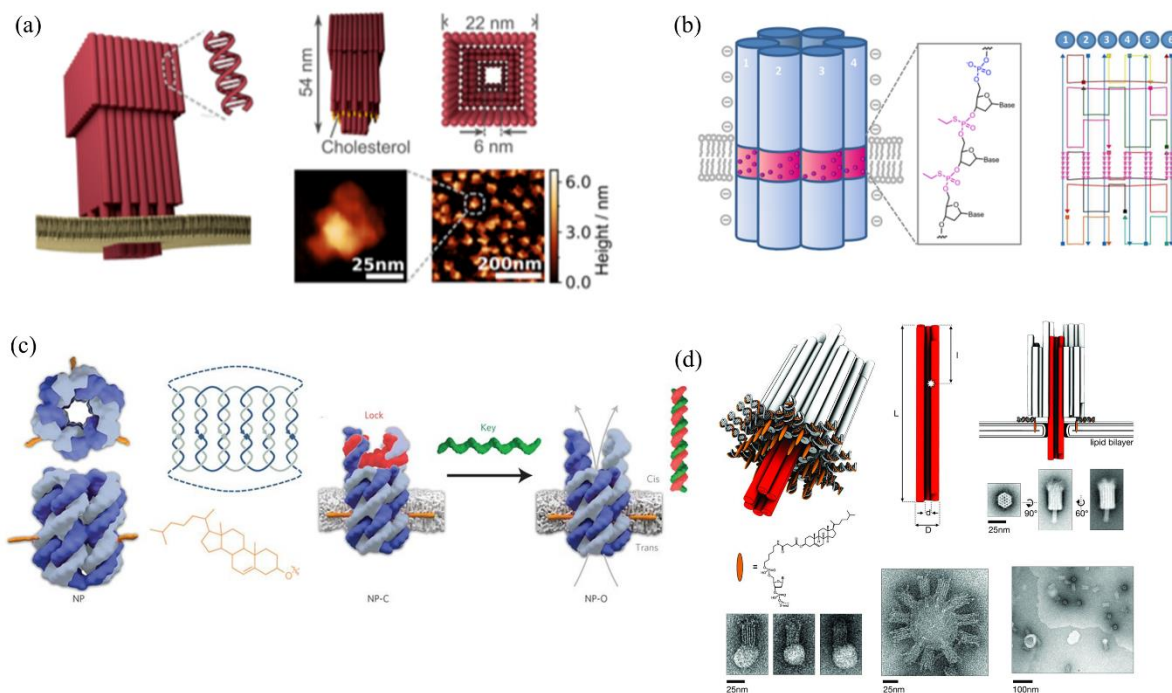 (a)
54 nm
Cholesterol
22 nm
6 nm
25nm
200nm
6.0
3.0
0.0
Height / nm
(b)
1
2
3
4
Base
Base
Base
1 2 3 4 5 6
(c)
NP
Lock
NP-C
Key
Cis
Trans
NP-O
(d)
L
l
d
D
lipid bilayer
25nm
90°
60°
25nm
25nm
100nm